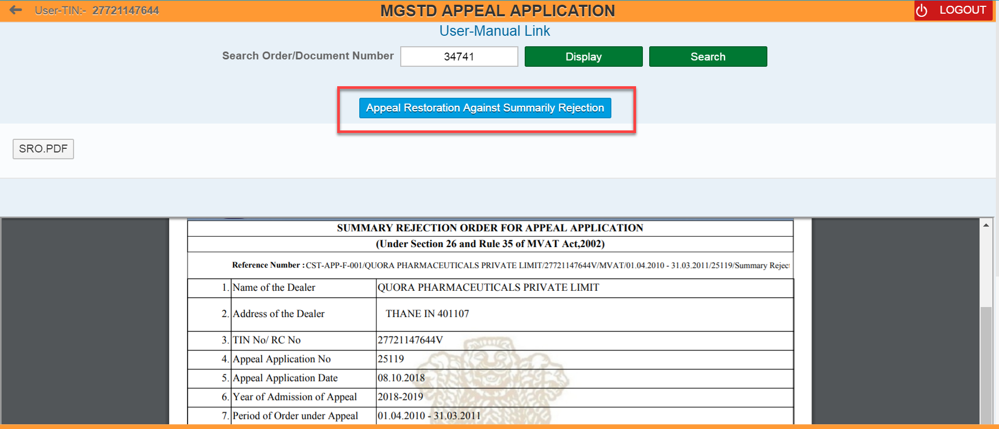 User-TIN:- 27721147644
MGSTD APPEAL APPLICATION
LOGOUT
User-Manual Link
Search Order/Document Number
34741
Display
Search
Appeal Restoration Against Summarily Rejection
SRO.PDF
SUMMARY REJECTION ORDER FOR APPEAL APPLICATION
(Under Section 26 and Rule 35 of MVAT Act,2002)
Reference Number : CST-APP-F-001/QUORA PHARMACEUTICALS PRIVATE LIMIT/27721147644V/MVAT/01.04.2010 - 31.03.2011/25119/Summary Reject
1. Name of the Dealer QUORA PHARMACEUTICALS PRIVATE LIMIT
2. Address of the Dealer THANE IN 401107
3. TIN No/ RC No 27721147644V
4. Appeal Application No 25119
5. Appeal Application Date 08.10.2018
6. Year of Admission of Appeal 2018-2019
7. Period of Order under Appeal 01.04.2010 - 31.03.2011